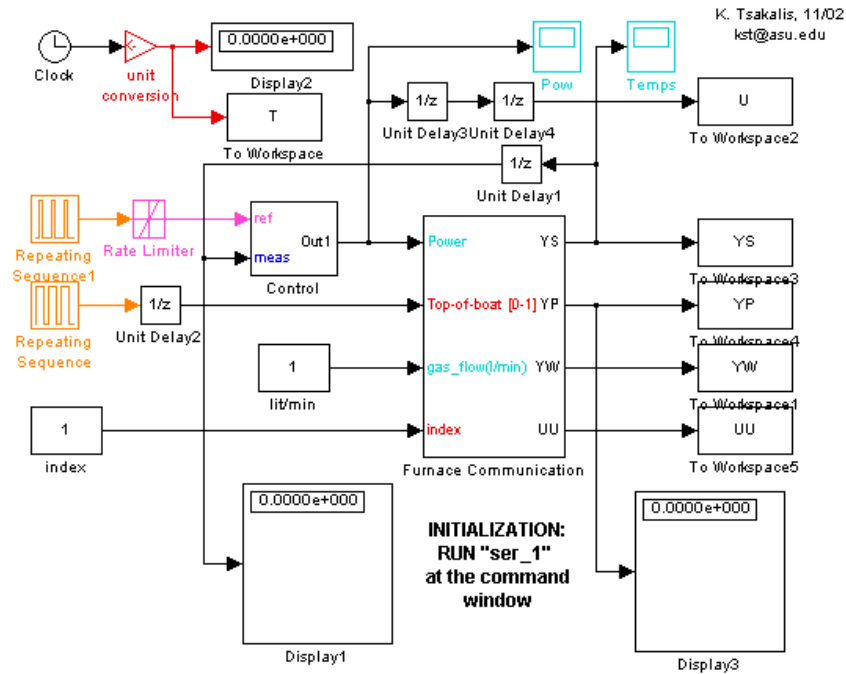 K. Tsakalis, 11/02
kst@asu.edu
Clock
unit
conversion
0.0000e+000
Display2
T
To Workspace
Pow
Temps
1/z
Unit Delay3
1/z
Unit Delay4
U
To Workspace2
1/z
Unit Delay1
Repeating
Sequence1
Rate Limiter
ref
meas
Out1
Control
Repeating
Sequence
1/z
Unit Delay2
1
lit/min
1
index
Power
Top-of-boat [0-1]
gas_flow(l/min)
index
YS
YP
YW
UU
Furnace Communication
YS
To Workspace3
YP
To Workspace4
YW
To Workspace1
UU
To Workspace5
0.0000e+000
Display1
INITIALIZATION:
RUN "ser_1"
at the command
window
0.0000e+000
Display3